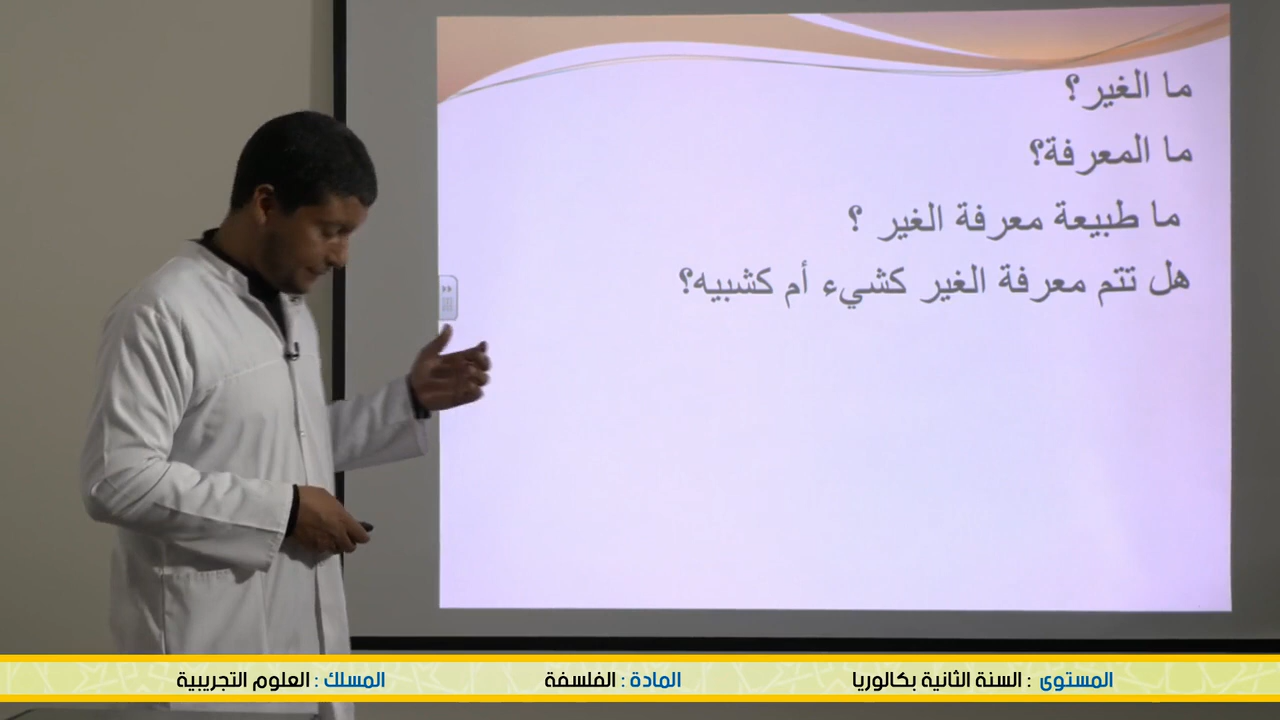 ما الغير؟
ما المعرفة؟
ما طبيعة معرفة الغير ؟
هل تتم معرفة الغير كشيء أم كشبيه؟
المستوى : السنة الثانية بكالوريا المادة : الفلسفة المسلك : العلوم التجريبية